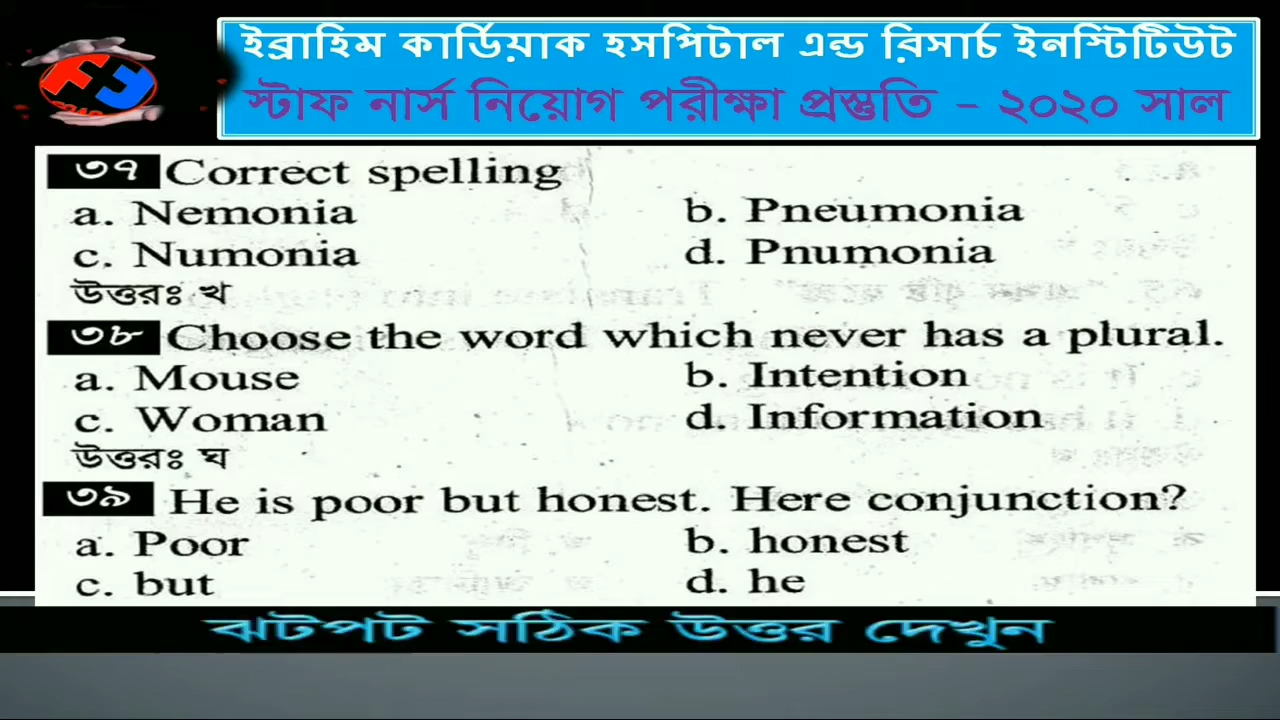 ইব্রাহিম কার্ডিয়াক হসপিটাল এন্ড রিসার্চ ইনস্টিটিউট
স্টাফ নার্স নিয়োগ পরীক্ষা প্রস্তুতি – ২০২০ সাল
৩৭ Correct spelling
a. Nemonia b. Pneumonia
c. Numonia d. Pnumonia
উত্তরঃ খ
৩৮ Choose the word which never has a plural.
a. Mouse b. Intention
c. Woman d. Information
উত্তরঃ ঘ
৩৯ He is poor but honest. Here conjunction?
a. Poor b. honest
c. but d. he
ঝটপট সঠিক উত্তর দেখুন